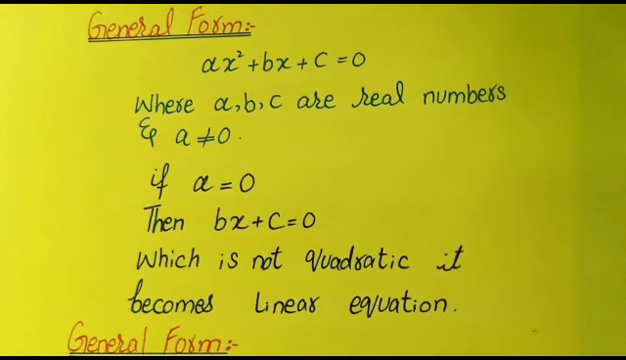 General Form:-
ax²+bx+c=0
Where a,b,c are real numbers
& a≠0.
if a=0
Then bx+c=0
Which is not quadratic it
becomes Linear equation.
General Form:-